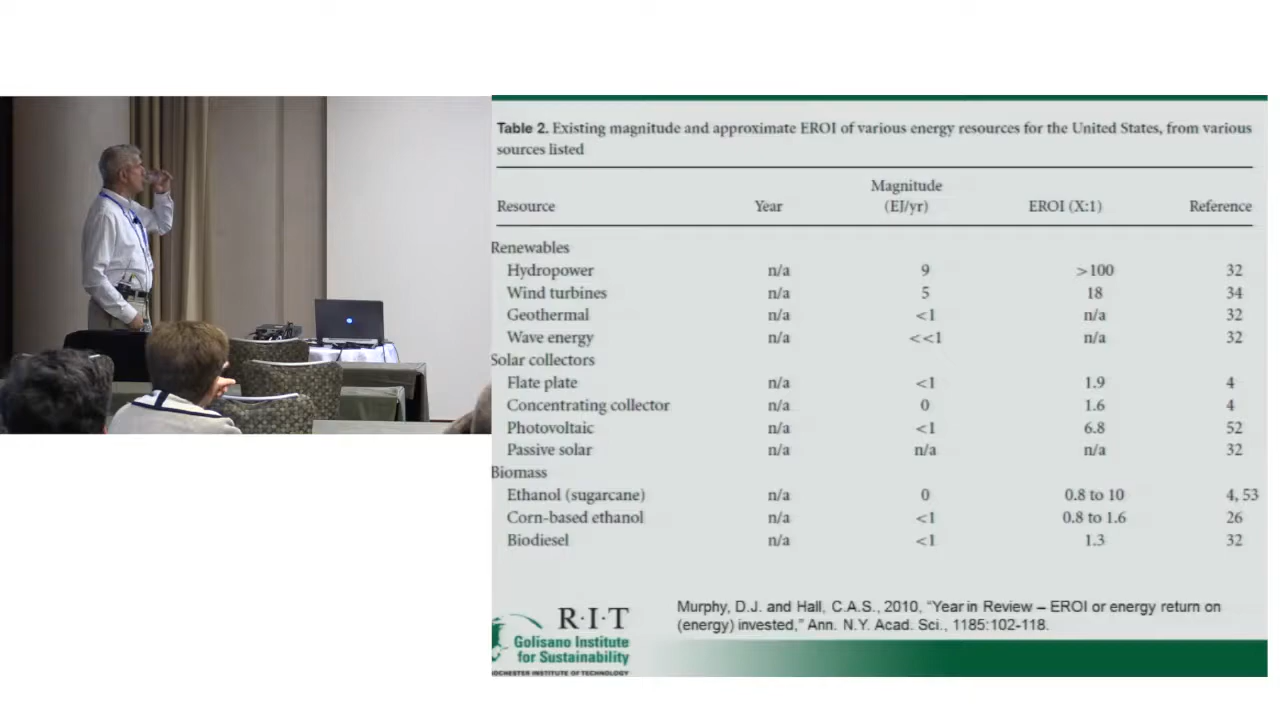 Table 2. Existing magnitude and approximate EROI of various energy resources for the United States, from various
sources listed
Magnitude
Resource Year (EJ/yr) EROI (X:1) Reference
Renewables
Hydropower n/a 9 >100 32
Wind turbines n/a 5 18 34
Geothermal n/a <1 n/a 32
Wave energy n/a <<1 n/a 32
Solar collectors
Flate plate n/a <1 1.9 4
Concentrating collector n/a 0 1.6 4
Photovoltaic n/a <1 6.8 52
Passive solar n/a n/a n/a 32
Biomass
Ethanol (sugarcane) n/a 0 0.8 to 10 4, 53
Corn-based ethanol n/a <1 0.8 to 1.6 26
Biodiesel n/a <1 1.3 32
Murphy, D.J. and Hall, C.A.S., 2010, “Year in Review – EROI or energy return on
(energy) invested,” Ann. N.Y. Acad. Sci., 1185:102-118.
R·I·T
Golisano Institute
for Sustainability
OCHESTER INSTITUTE OF TECHNOLOGY